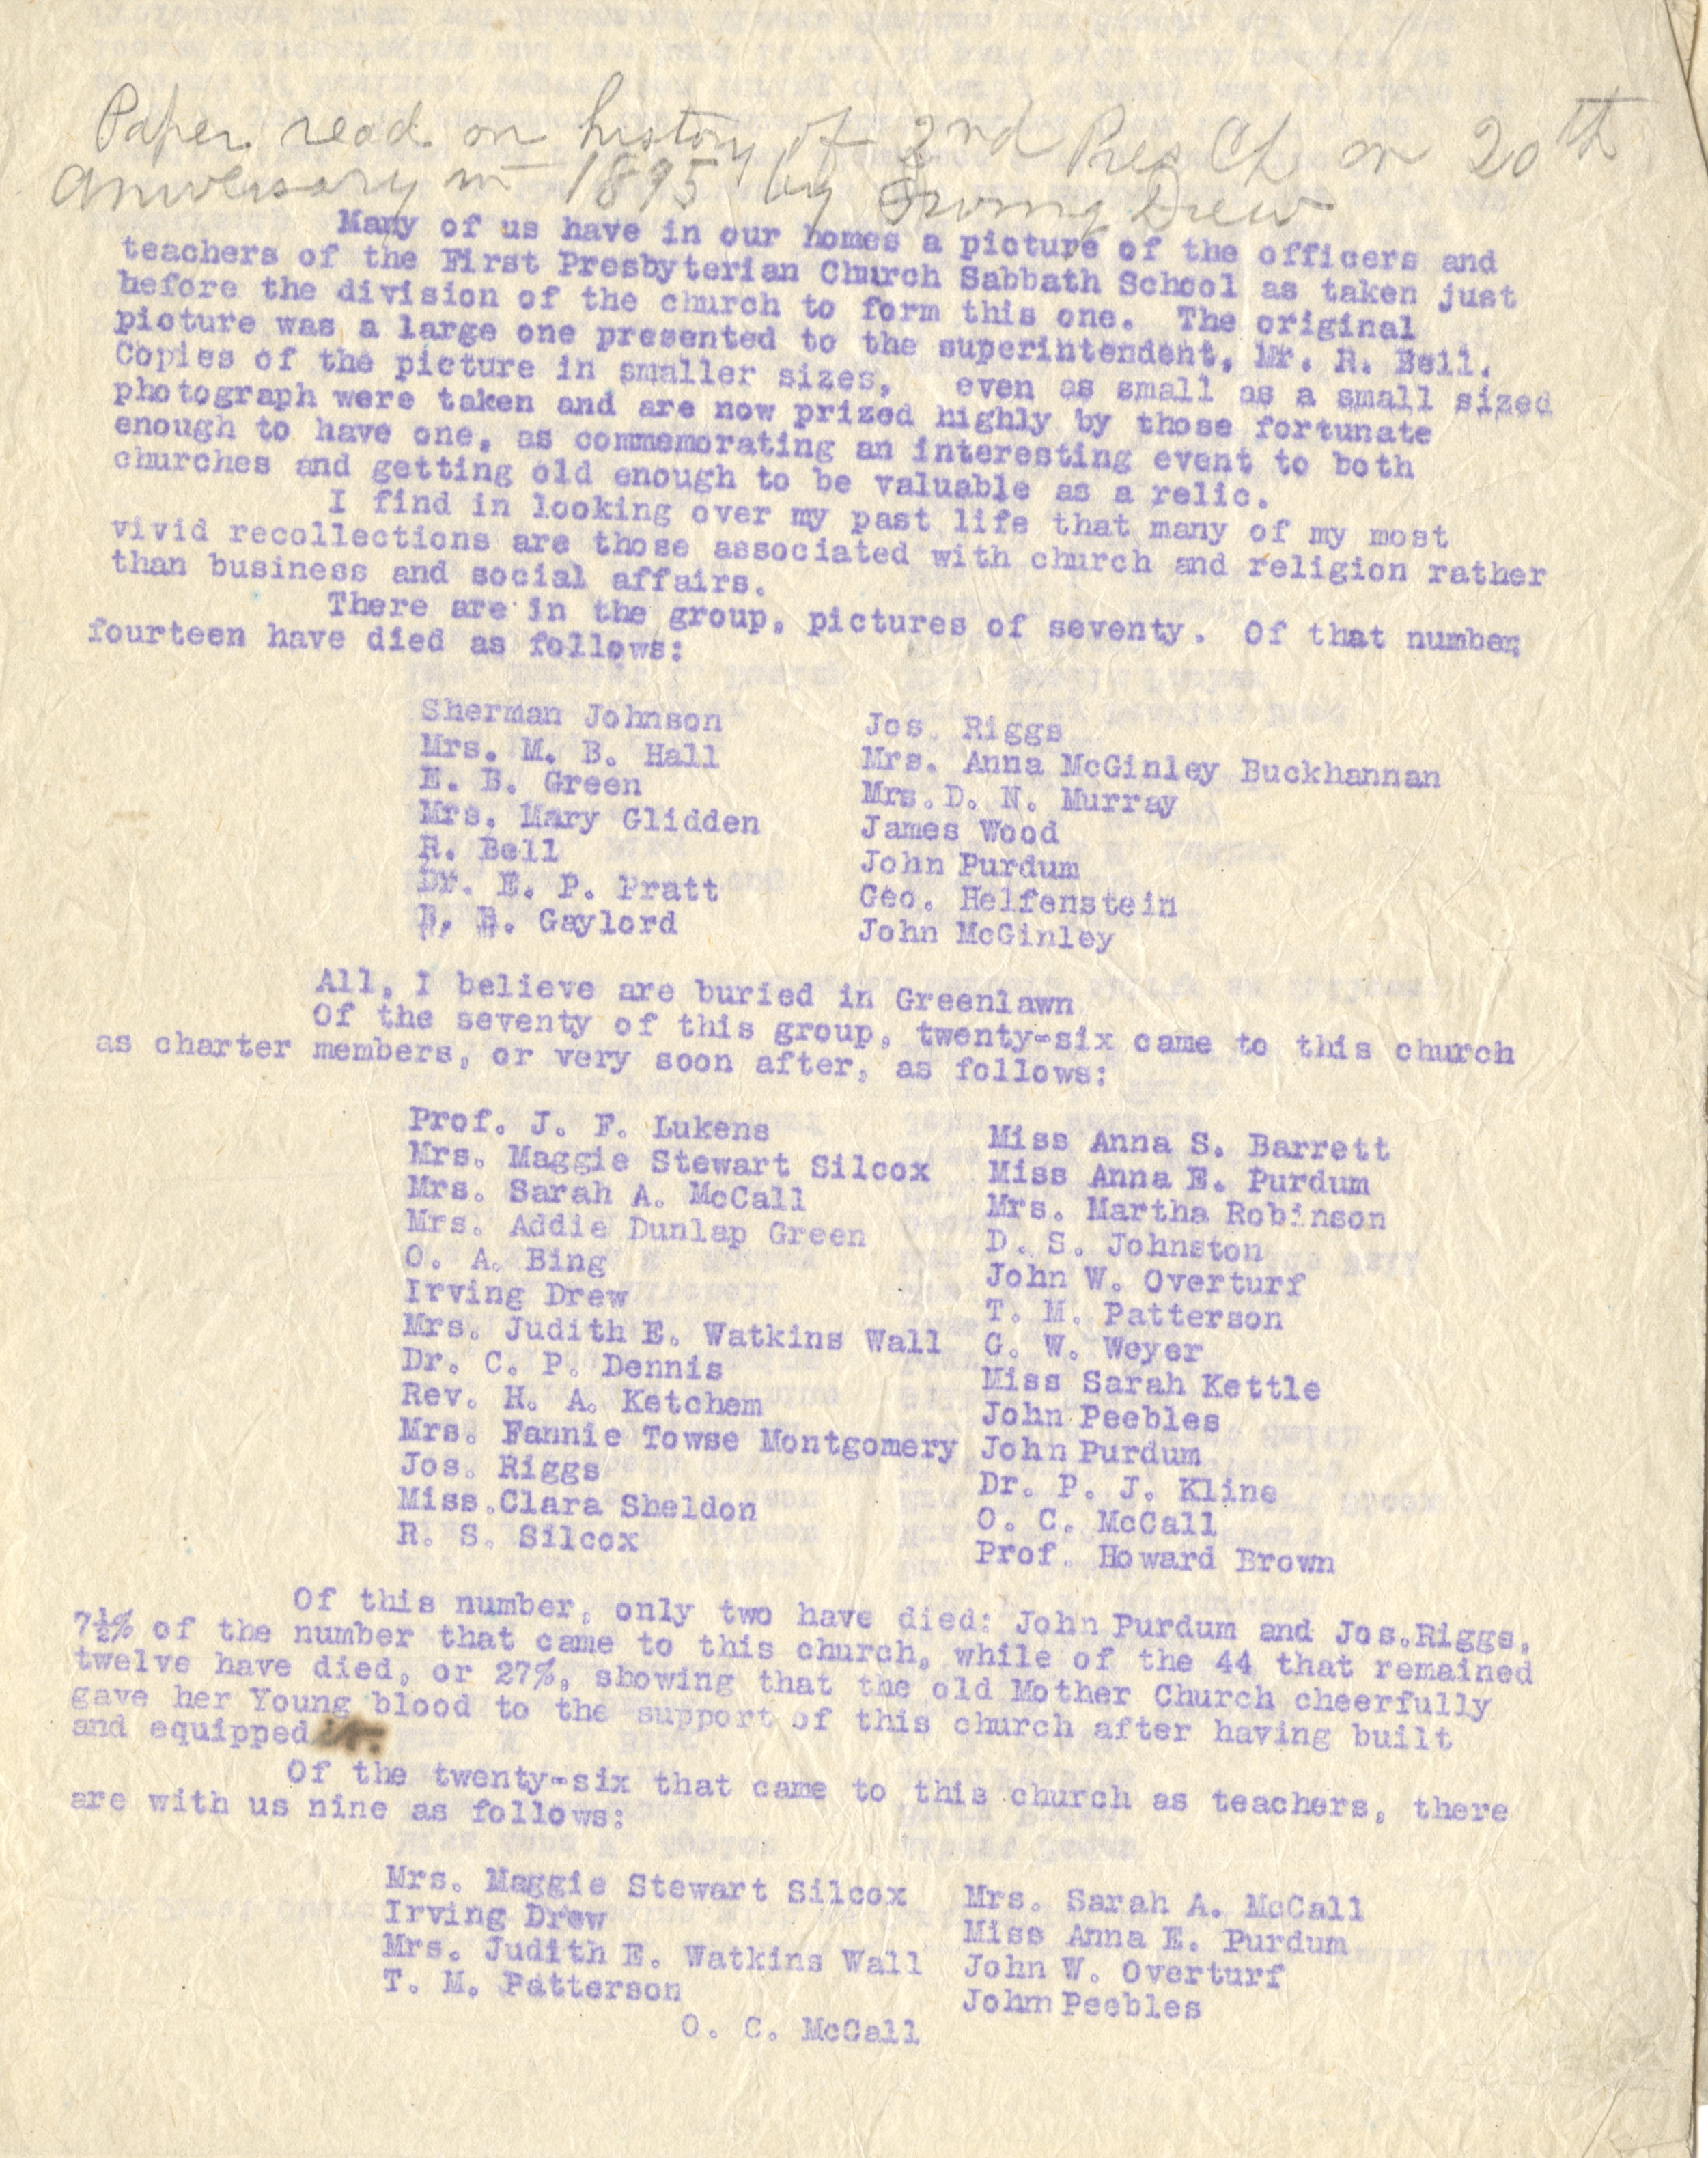 Paper read on history of 2nd Pres Ch on 20th
aniversary in 1895 by Irving Drew
Many of us have in our homes a picture of the officers and
teachers of the First Presbyterian Church Sabbath School as taken just
before the division of the church to form this one. The original
picture was a large one presented to the superintendent, Mr. R. Bell.
Copies of the picture in smaller sizes, even as small as a small sized
photograph were taken and are now prized highly by those fortunate
enough to have one, as commemorating an interesting event to both
churches and getting old enough to be valuable as a relic.
I find in looking over my past life that many of my most
vivid recollections are those associated with church and religion rather
than business and social affairs.
There are in the group, pictures of seventy. Of that number,
fourteen have died as follows:
Sherman Johnson
Mrs. M. B. Hall
E. B. Green
Mrs. Mary Glidden
R. Bell
Dr. E. P. Pratt
B. B. Gaylord
Jos. Riggs
Mrs. Anna McGinley Buckhannan
Mrs. D. N. Murray
James Wood
John Purdum
Geo. Helfenstein
John McGinley
All, I believe are buried in Greenlawn
Of the seventy of this group, twenty-six came to this church
as charter members, or very soon after, as follows:
Prof. J. F. Lukens
Mrs. Maggie Stewart Silcox
Mrs. Sarah A. McCall
Mrs. Addie Dunlap Green
O. A. Bing
Irving Drew
Mrs. Judith E. Watkins Wall
Dr. C. P. Dennis
Rev. H. A. Ketchem
Mrs. Fannie Towse Montgomery
Jos. Riggs
Miss.Clara Sheldon
R. S. Silcox
Miss Anna S. Barrett
Miss Anna E. Purdum
Mrs. Martha Robinson
D. S. Johnston
John W. Overturf
T. M. Patterson
G. W. Weyer
Miss Sarah Kettle
John Peebles
John Purdum
Dr. P. J. Kline
O. C. McCall
Prof. Howard Brown
Of this number, only two have died: John Purdum and Jos.Riggs,
7½% of the number that came to this church, while of the 44 that remained
twelve have died, or 27%, showing that the old Mother Church cheerfully
gave her Young blood to the support of this church after having built
and equipped it.
Of the twenty-six that came to this church as teachers, there
are with us nine as follows:
Mrs. Maggie Stewart Silcox
Irving Drew
Mrs. Judith E. Watkins Wall
T. M. Patterson
Mrs. Sarah A. McCall
Miss Anna E. Purdum
John W. Overturf
John Peebles
O. C. McCall